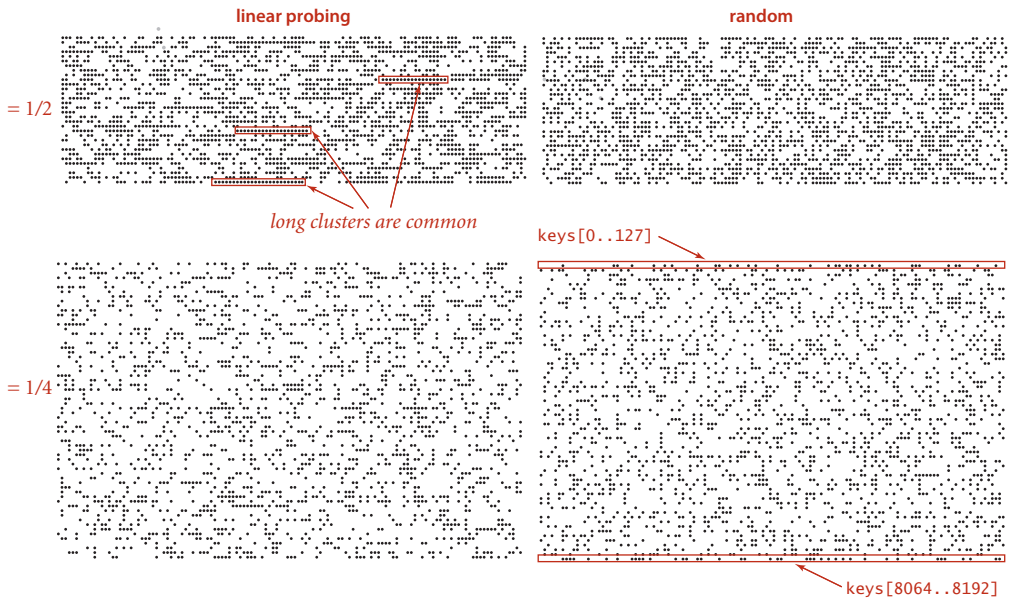 linear probing
random
= 1/2
long clusters are common
keys[0..127]
= 1/4
keys[8064..8192]